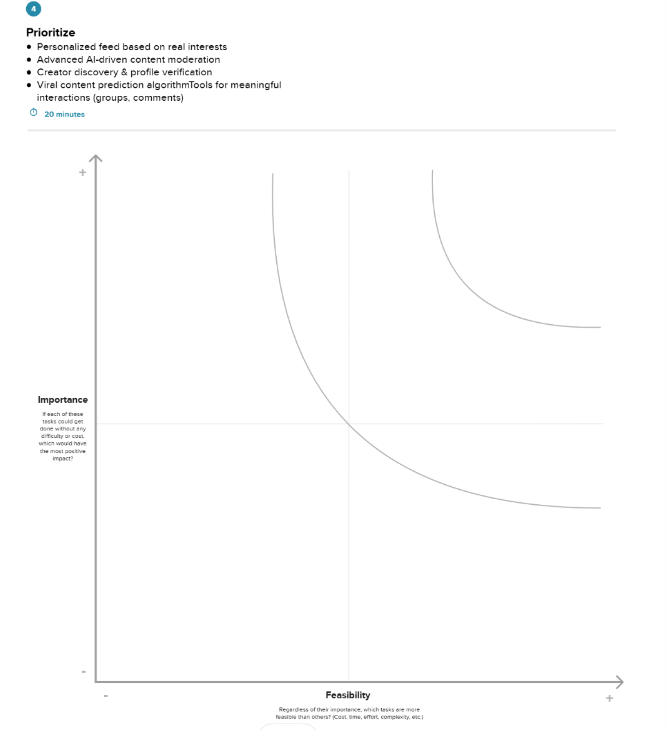 4
Prioritize
• Personalized feed based on real interests
• Advanced AI-driven content moderation
• Creator discovery & profile verification
• Viral content prediction algorithmTools for meaningful
interactions (groups, comments)
20 minutes
+
Importance
If each of these
tasks could get
done without any
difficulty or cost,
which would have
the most positive
impact?
-
-
Feasibility
+
Regardless of their importance, which tasks are more
feasible than others? (Cost, time, effort, complexity, etc.)